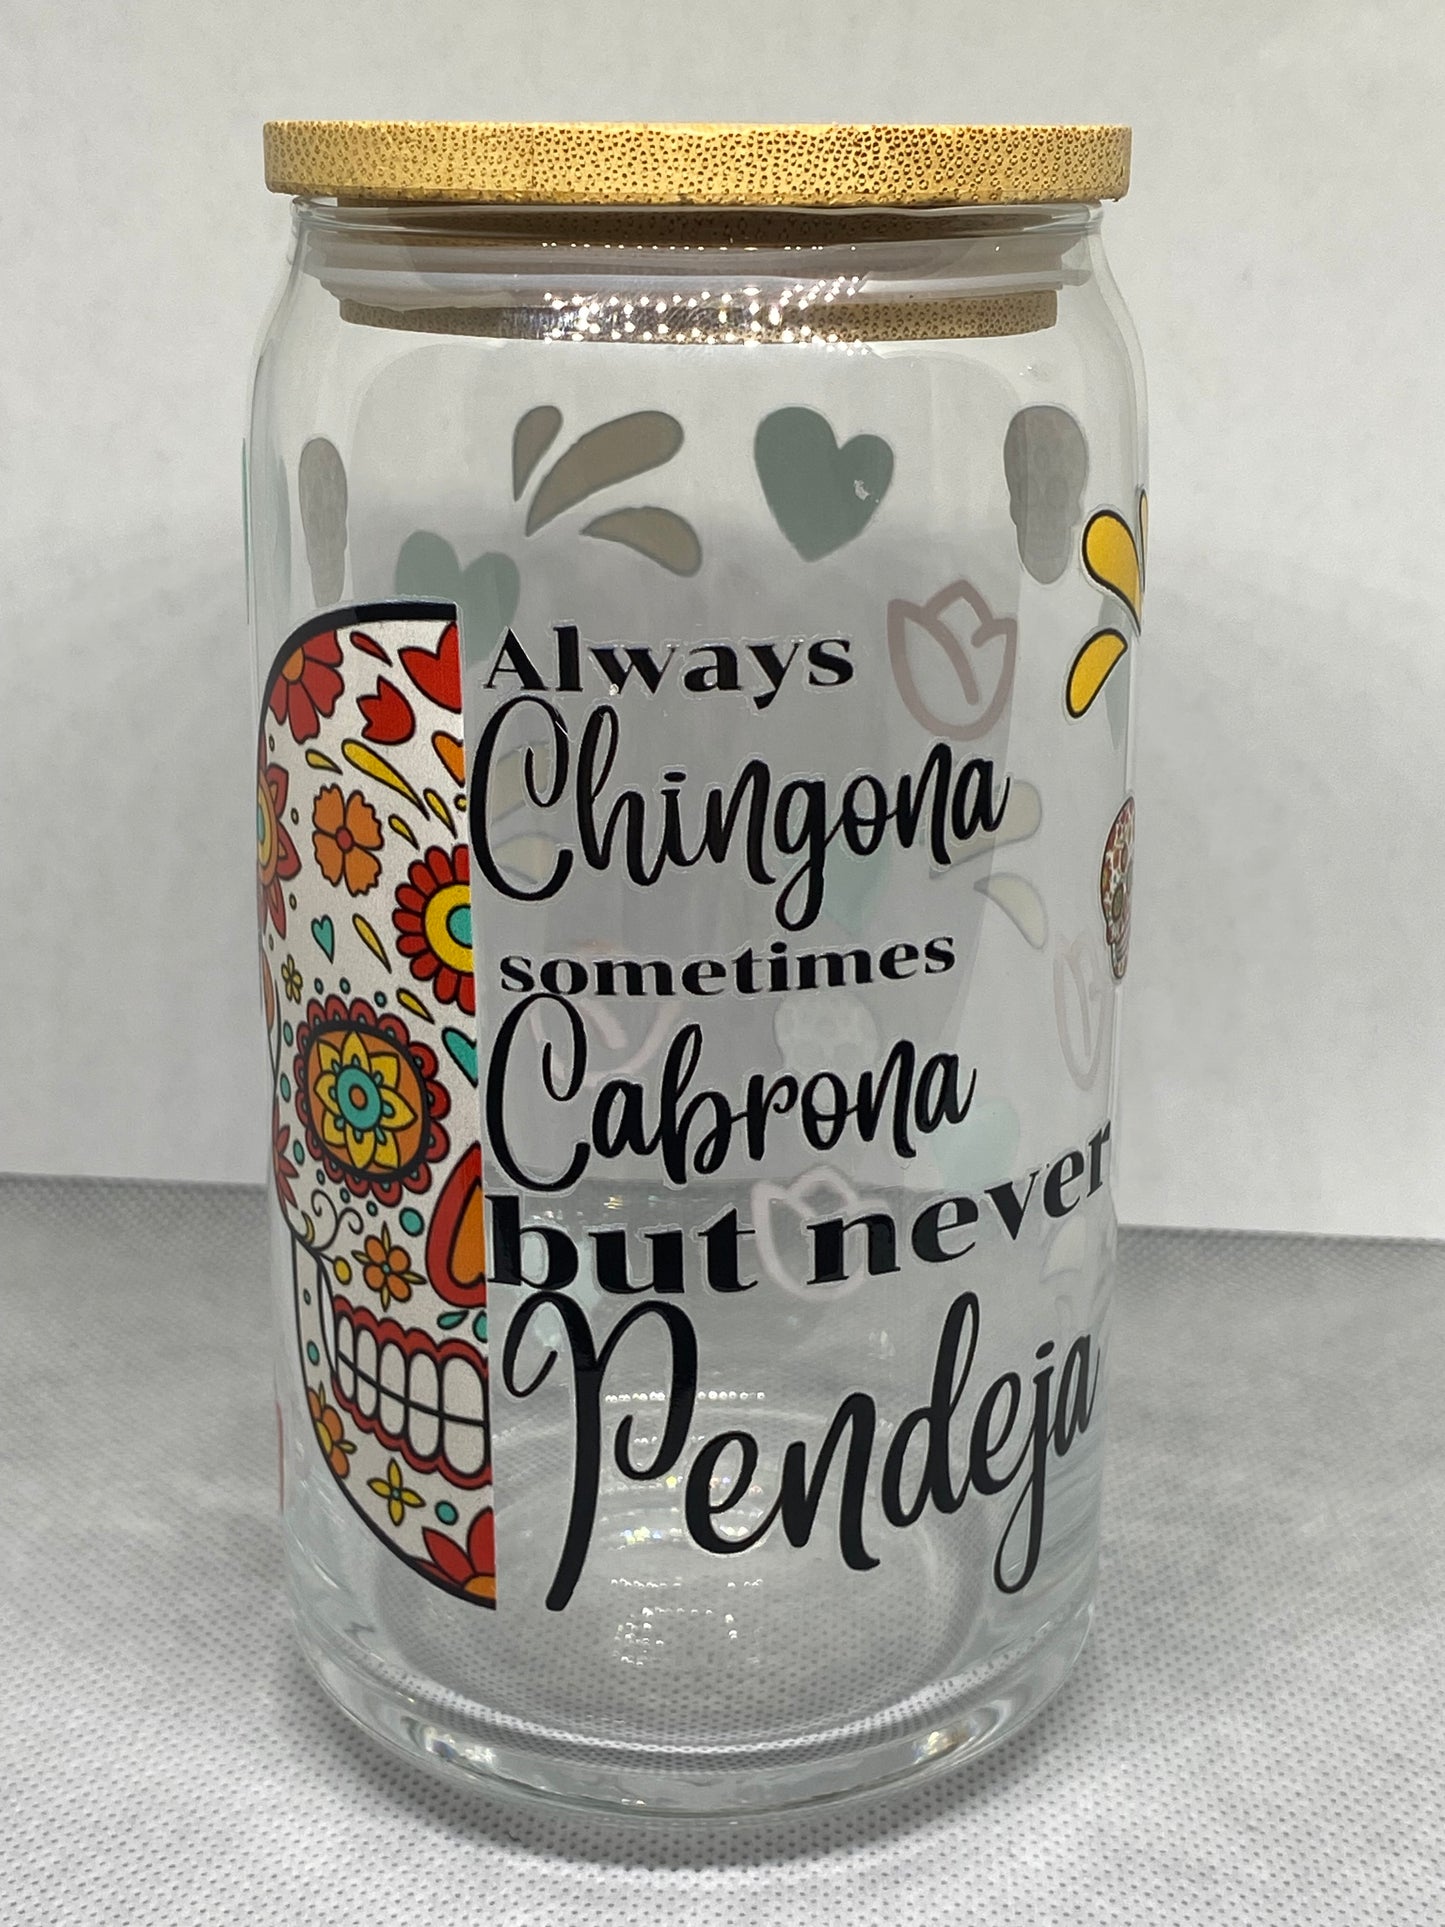 Always
Chingona
sometimes
Cabrona
but never
Pendeja